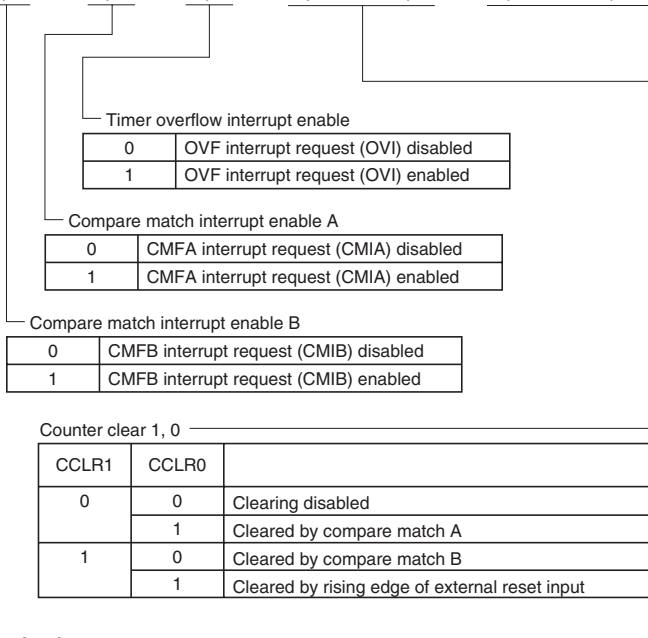 Timer overflow interrupt enable
0 OVF interrupt request (OVI) disabled
1 OVF interrupt request (OVI) enabled
Compare match interrupt enable A
0 CMFA interrupt request (CMIA) disabled
1 CMFA interrupt request (CMIA) enabled
Compare match interrupt enable B
0 CMFB interrupt request (CMIB) disabled
1 CMFB interrupt request (CMIB) enabled
Counter clear 1, 0
CCLR1 CCLR0
0 0 Clearing disabled
1 Cleared by compare match A
1 0 Cleared by compare match B
1 Cleared by rising edge of external reset input